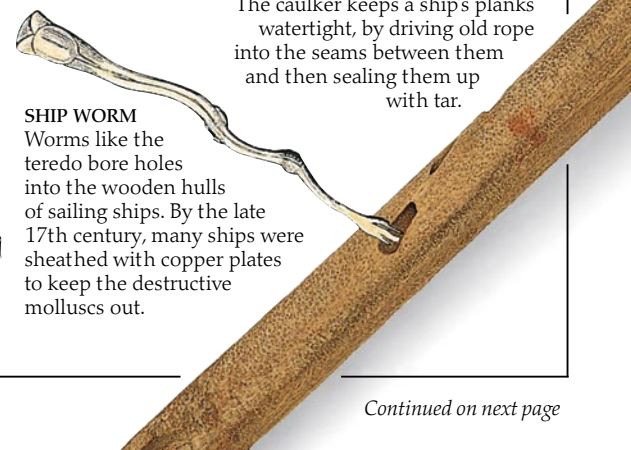 The caulker keeps a ship's planks
watertight, by driving old rope
into the seams between them
and then sealing them up
with tar.
SHIP WORM
Worms like the
teredo bore holes
into the wooden hulls
of sailing ships. By the late
17th century, many ships were
sheathed with copper plates
to keep the destructive
molluscs out.
Continued on next page